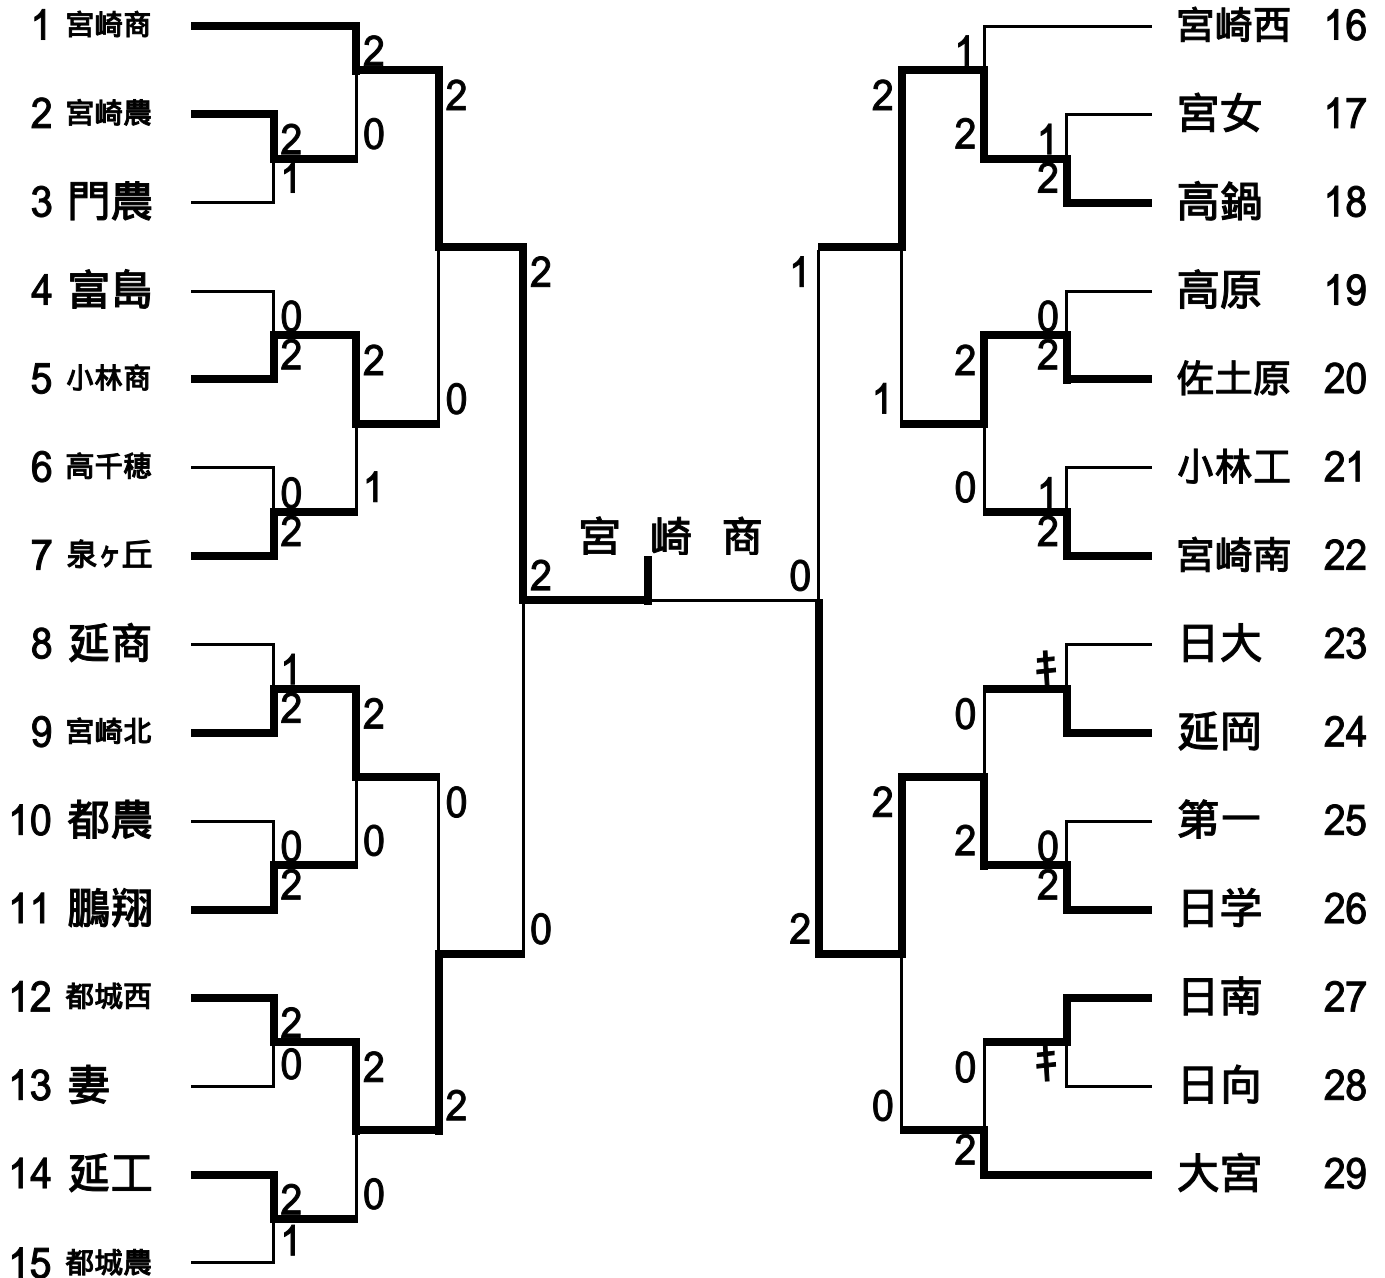 1 宮崎商
2 宮崎農
3 門農
4 富島
5 小林商
6 高千穂
7 泉ヶ丘
8 延商
9 宮崎北
10 都農
11 鵬翔
12 都城西
13 妻
14 延工
15 都城農
2
0
2
1
2
0
2
2
0
1
0
2
2
0
1
2
2
0
0
2
0
2
0
2
2
0
2
1
0
2
宮崎商
0
1
2
1
2
1
2
2
1
0
2
0
1
2
2
0
キ
2
0
2
0
0
キ
2
宮崎西 16
宮女 17
高鍋 18
高原 19
佐土原 20
小林工 21
宮崎南 22
日大 23
延岡 24
第一 25
日学 26
日南 27
日向 28
大宮 29